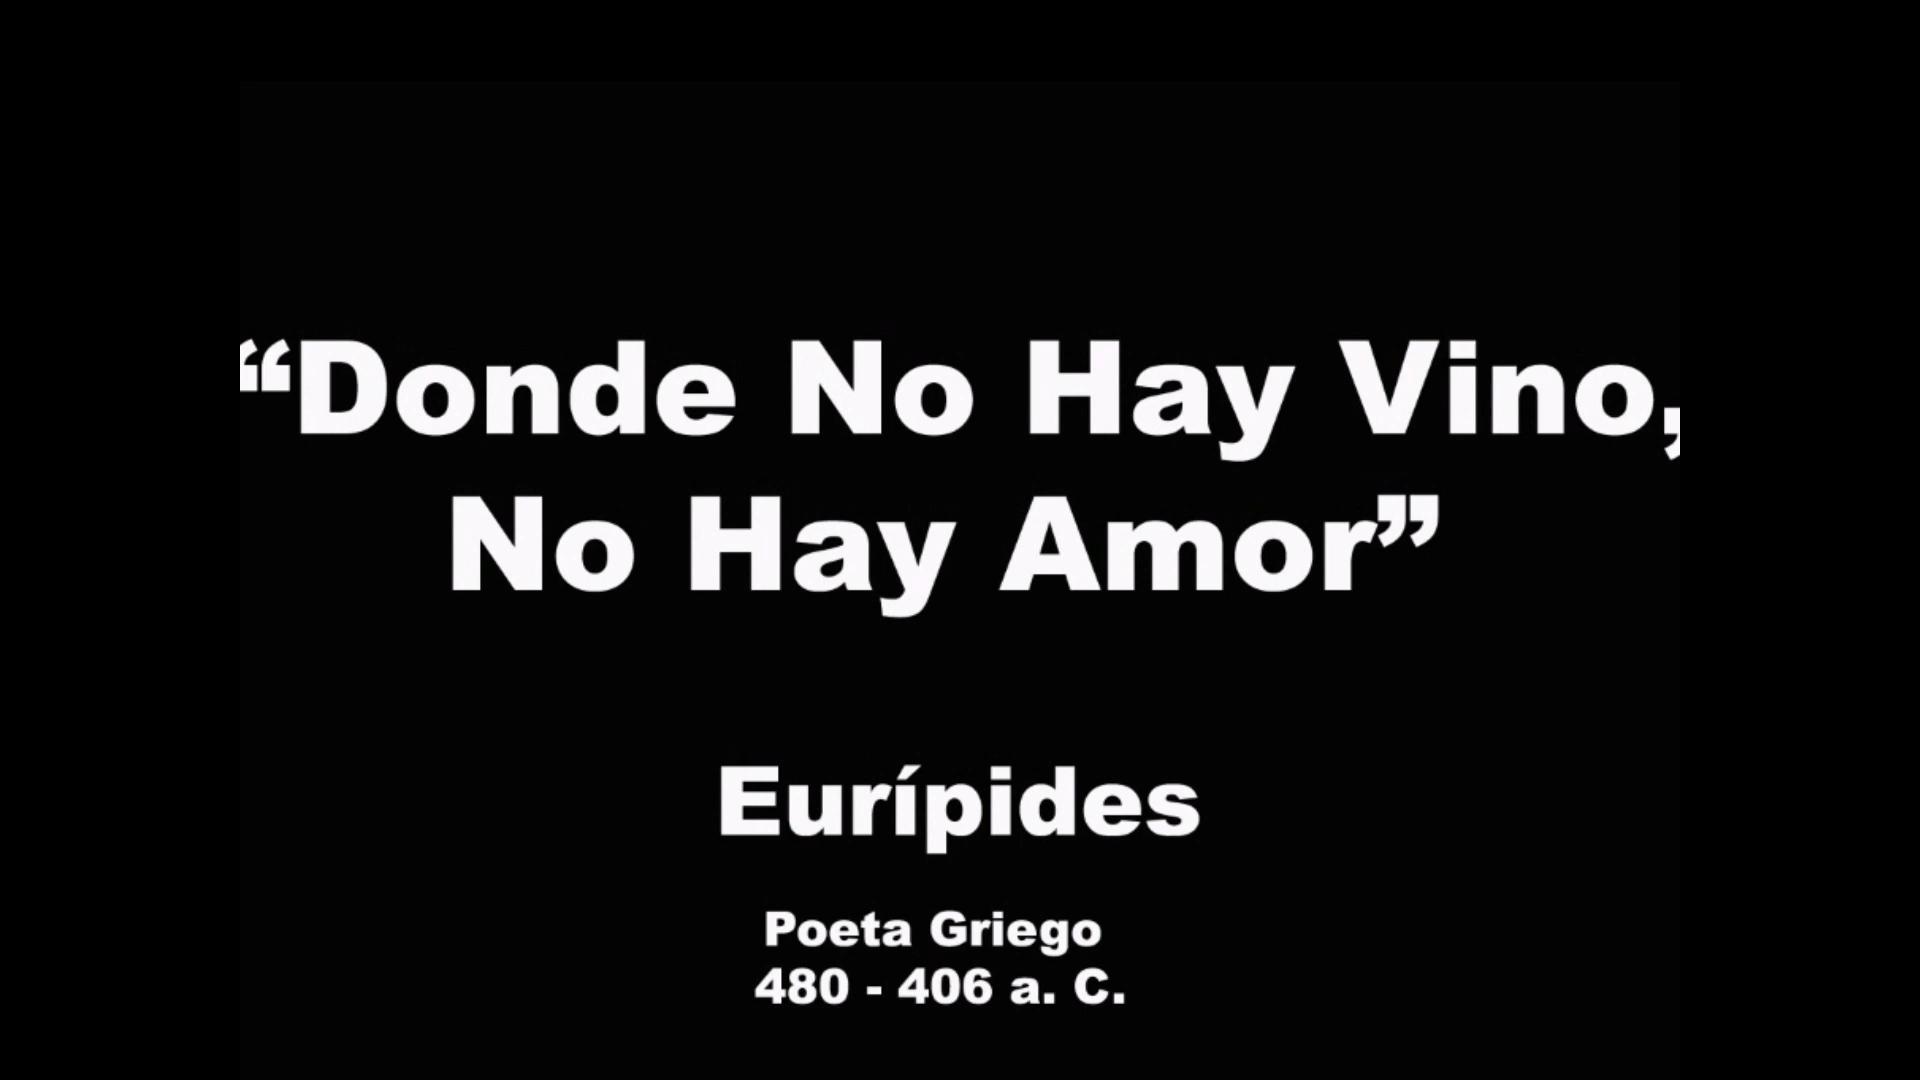 “Donde No Hay Vino,
No Hay Amor”
Eurípides
Poeta Griego
480 - 406 a. C.